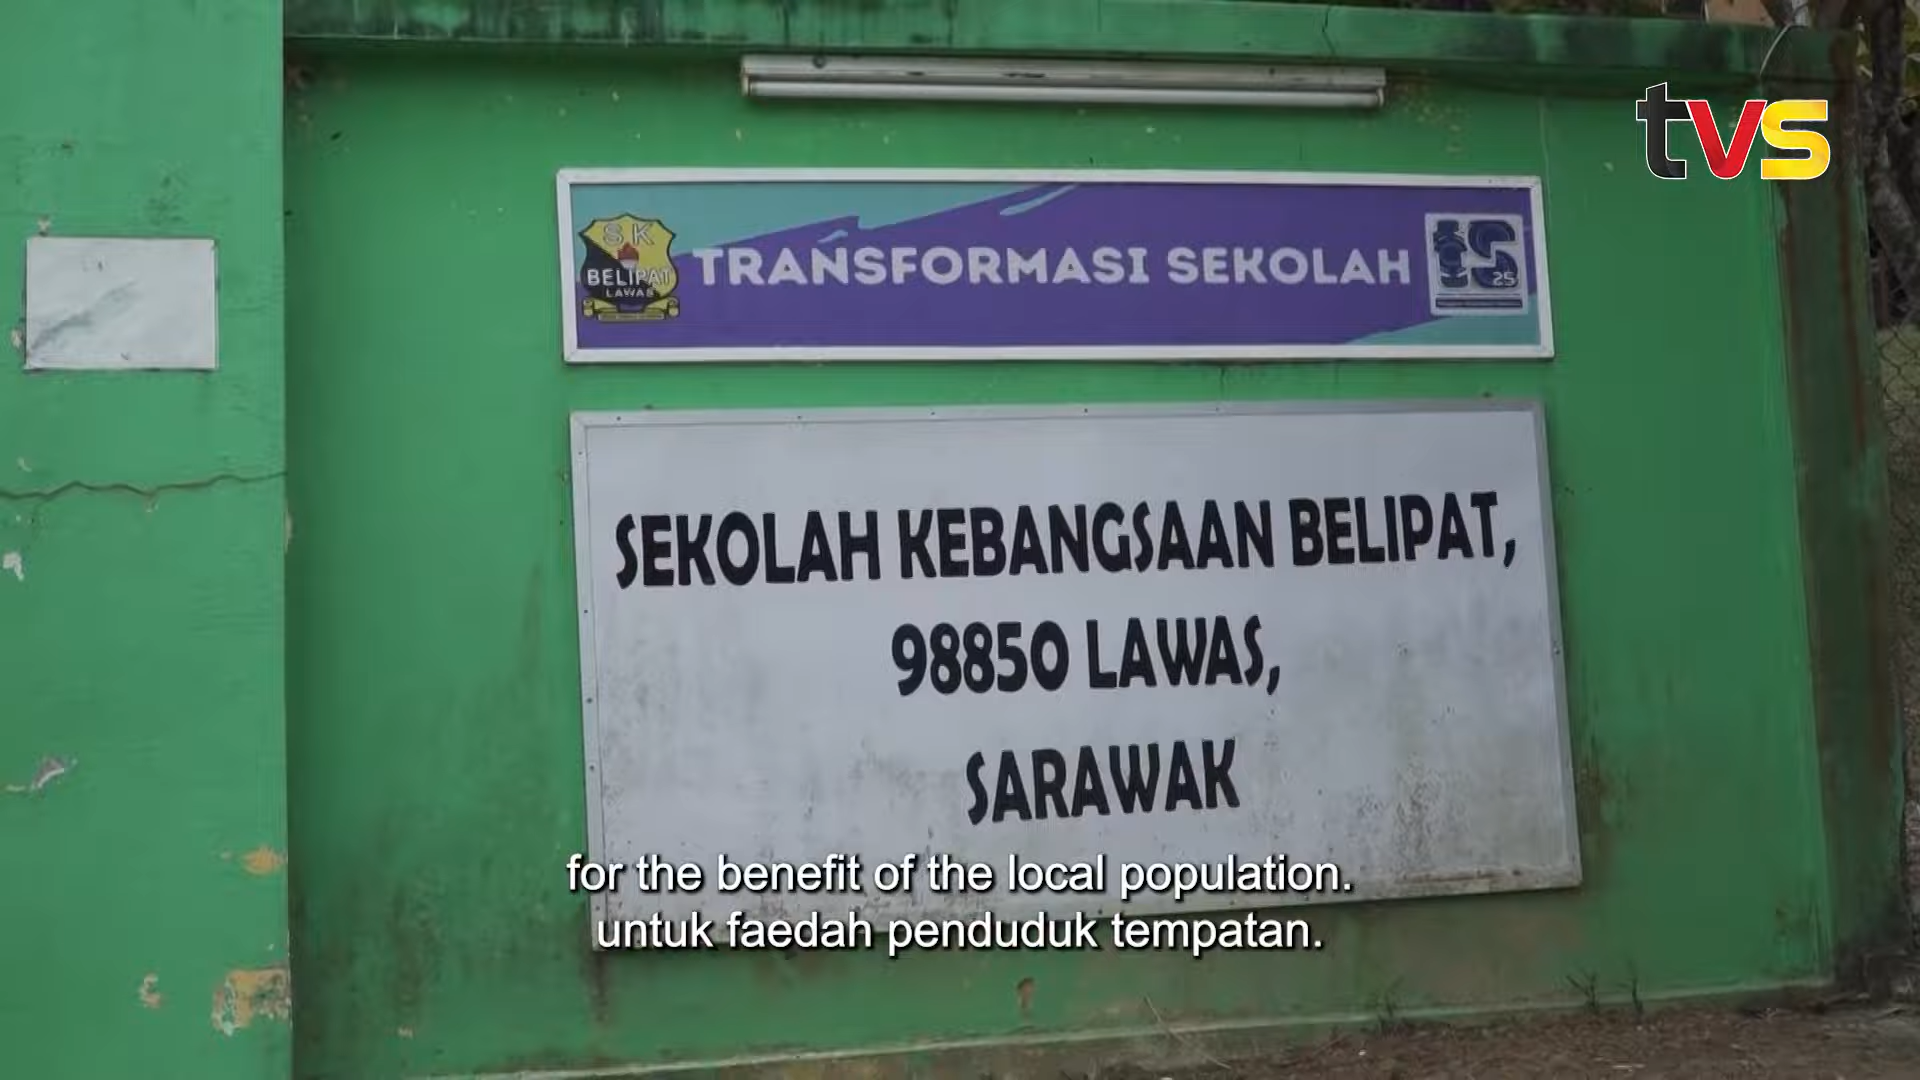 tvs
SK
BELIPAT
LAWAS
TRANSFORMASI SEKOLAH
TS
25
SEKOLAH KEBANGSAAN BELIPAT,
98850 LAWAS,
SARAWAK
for the benefit of the local population.
untuk faedah penduduk tempatan.